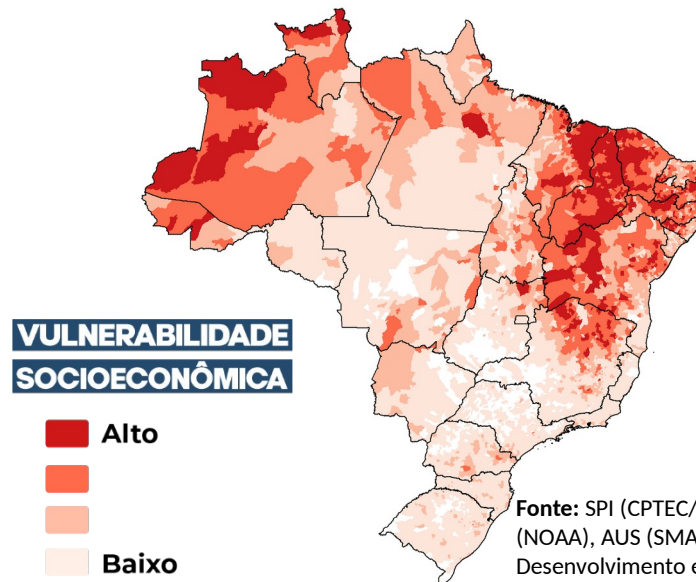 VULNERABILIDADE
SOCIOECONÔMICA
Alto
Baixo
Fonte: SPI (CPTEC/
(NOAA), AUS (SMA
Desenvolvimento e